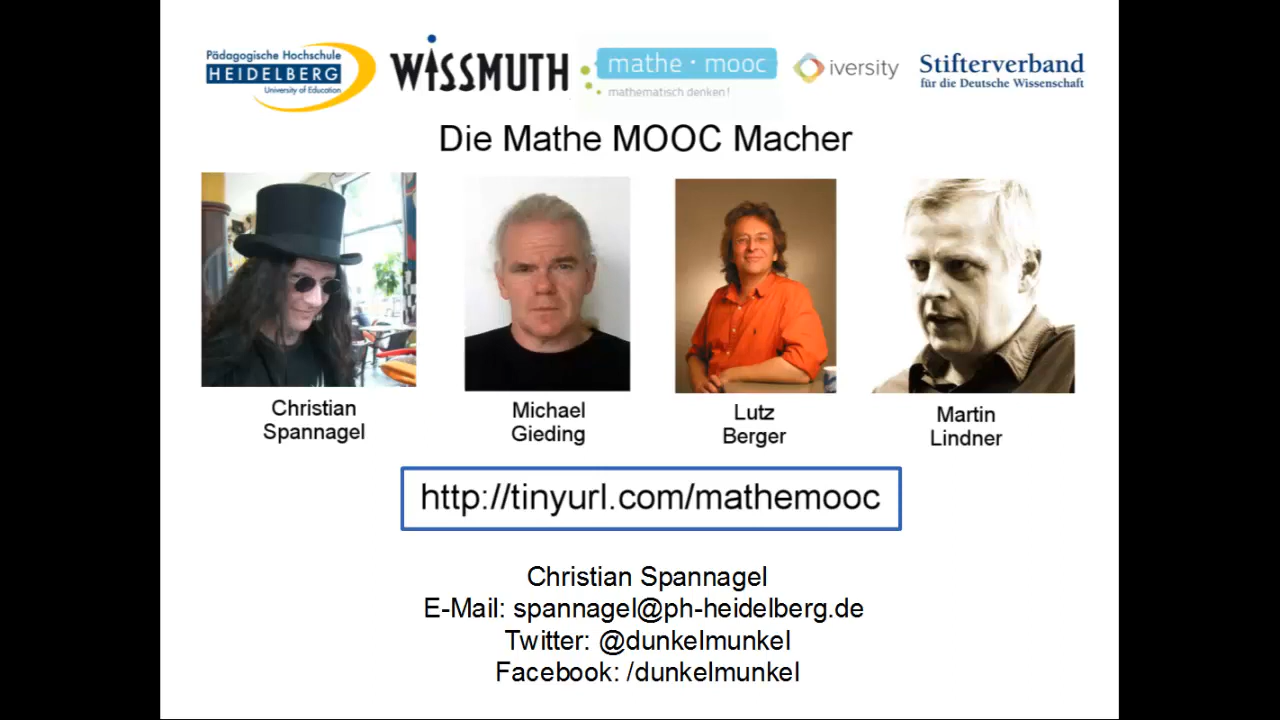 Pädagogische Hochschule
HEIDELBERG
University of Education
WiSSMUTH
mathe · mooc
mathematisch denken!
iversity
Stifterverband
für die Deutsche Wissenschaft
Die Mathe MOOC Macher
Christian
Spannagel
Michael
Gieding
Lutz
Berger
Martin
Lindner
http://tinyurl.com/mathemooc
Christian Spannagel
E-Mail: spannagel@ph-heidelberg.de
Twitter: @dunkelmunkel
Facebook: /dunkelmunkel